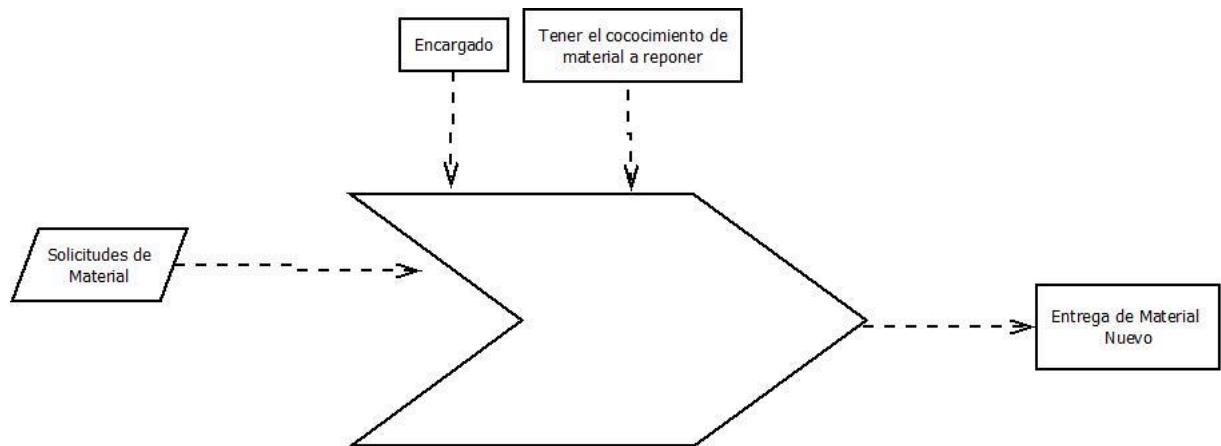 Encargado
Tener el cococimiento de
material a reponer
Solicitudes de
Material
Entrega de Material
Nuevo